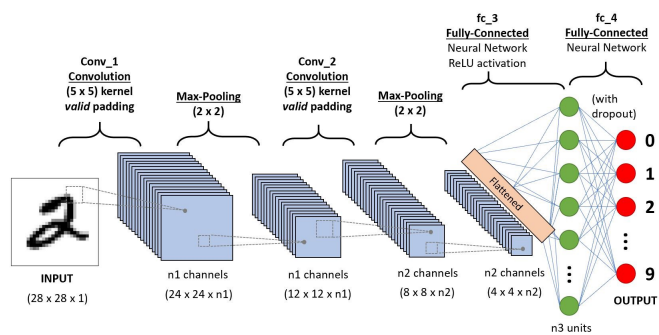 fc_3
Fully-Connected
Neural Network
ReLU activation
fc_4
Fully-Connected
Neural Network
Conv_1
Convolution
(5 x 5) kernel
valid padding
Max-Pooling
(2 x 2)
Conv_2
Convolution
(5 x 5) kernel
valid padding
Max-Pooling
(2 x 2)
(with
dropout)
Flattened
0
1
2
9
INPUT
(28 x 28 x 1)
n1 channels
(24 x 24 x n1)
n1 channels
(12 x 12 x n1)
n2 channels
(8 x 8 x n2)
n2 channels
(4 x 4 x n2)
OUTPUT
n3 units
2